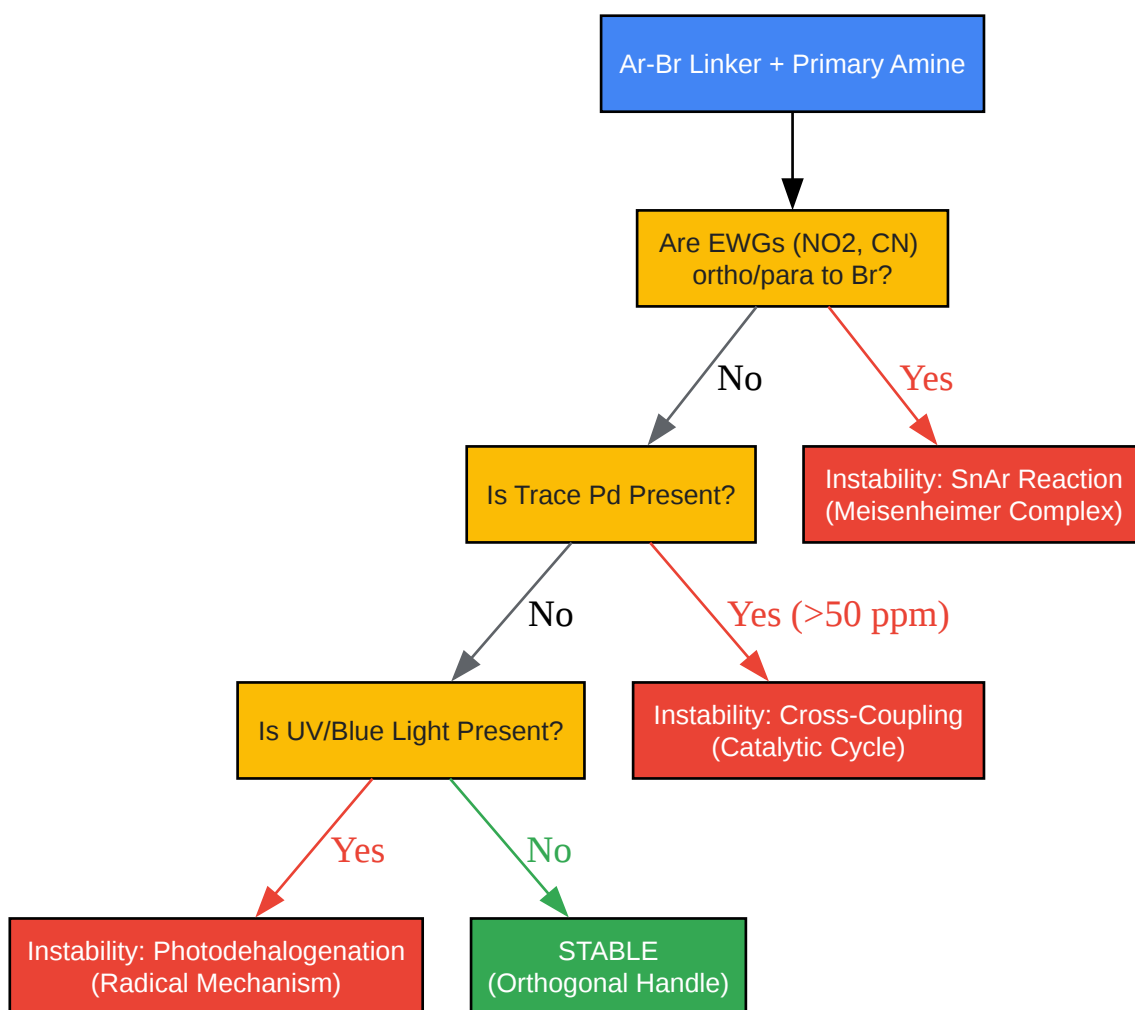 Ar-Br Linker + Primary Amine
Are EWGs (NO2, CN)
ortho/para to Br?
No
Yes
Is Trace Pd Present?
Instability: SnAr Reaction
(Meisenheimer Complex)
No
Yes (>50 ppm)
Is UV/Blue Light Present?
Instability: Cross-Coupling
(Catalytic Cycle)
Yes
No
Instability: Photodehalogenation
(Radical Mechanism)
STABLE
(Orthogonal Handle)